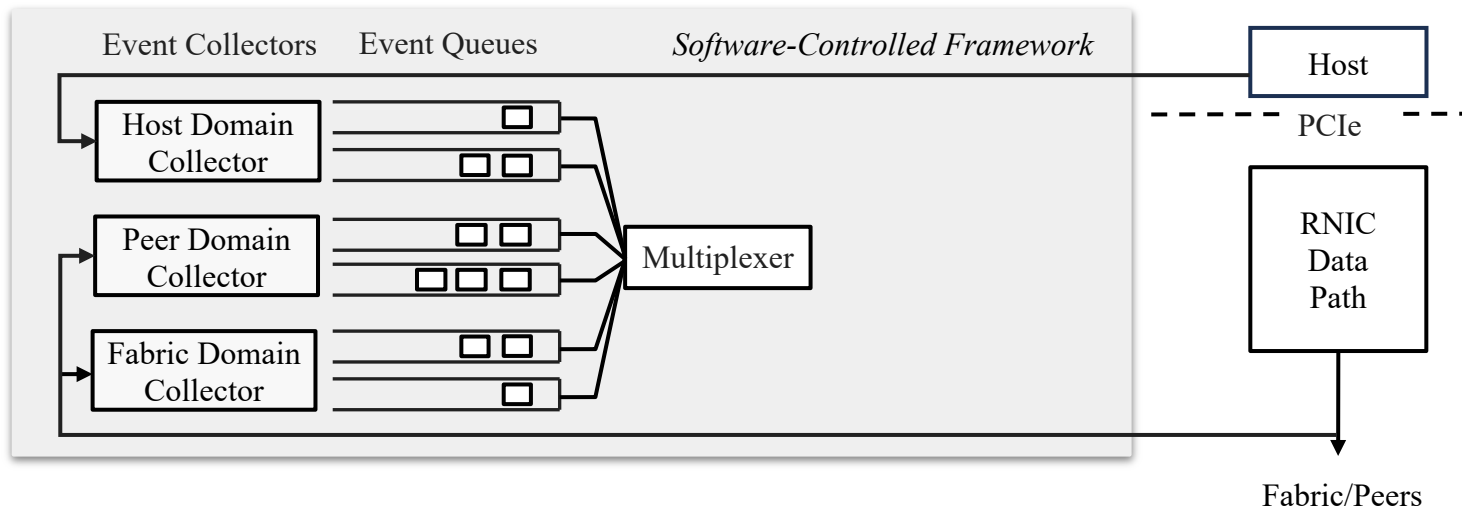 Event Collectors
Event Queues
Software-Controlled Framework
Host
PCIe
Host Domain
Collector
Peer Domain
Collector
Fabric Domain
Collector
Multiplexer
RNIC
Data
Path
Fabric/Peers